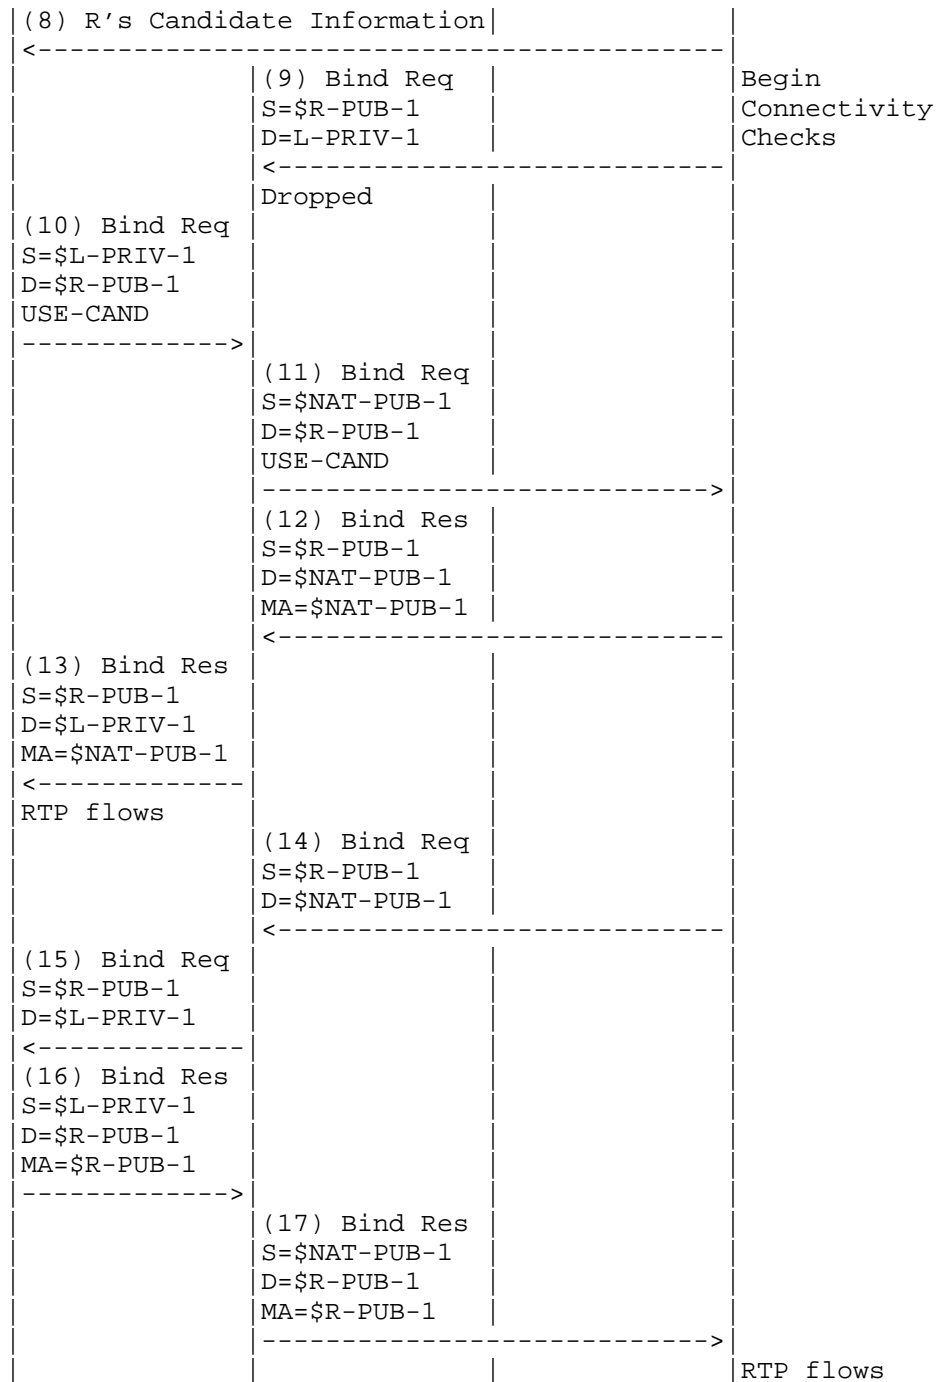 |(8) R's Candidate Information|              |
|<-------------------------------------------|
|              |(9) Bind Req  |              |Begin
|              |S=$R-PUB-1    |              |Connectivity
|              |D=L-PRIV-1    |              |Checks
|              |<----------------------------|
|              |Dropped       |              |
|(10) Bind Req |              |              |
|S=$L-PRIV-1   |              |              |
|D=$R-PUB-1    |              |              |
|USE-CAND      |              |              |
|------------->|              |              |
|              |(11) Bind Req |              |
|              |S=$NAT-PUB-1  |              |
|              |D=$R-PUB-1    |              |
|              |USE-CAND      |              |
|              |---------------------------->|
|              |(12) Bind Res |              |
|              |S=$R-PUB-1    |              |
|              |D=$NAT-PUB-1  |              |
|              |MA=$NAT-PUB-1 |              |
|              |<----------------------------|
|(13) Bind Res |              |              |
|S=$R-PUB-1    |              |              |
|D=$L-PRIV-1   |              |              |
|MA=$NAT-PUB-1 |              |              |
|<-------------|              |              |
|RTP flows     |              |              |
|              |(14) Bind Req |              |
|              |S=$R-PUB-1    |              |
|              |D=$NAT-PUB-1  |              |
|              |<----------------------------|
|(15) Bind Req |              |              |
|S=$R-PUB-1    |              |              |
|D=$L-PRIV-1   |              |              |
|<-------------|              |              |
|(16) Bind Res |              |              |
|S=$L-PRIV-1   |              |              |
|D=$R-PUB-1    |              |              |
|MA=$R-PUB-1   |              |              |
|------------->|              |              |
|              |(17) Bind Res |              |
|              |S=$NAT-PUB-1  |              |
|              |D=$R-PUB-1    |              |
|              |MA=$R-PUB-1   |              |
|              |---------------------------->|
|              |              |              |RTP flows